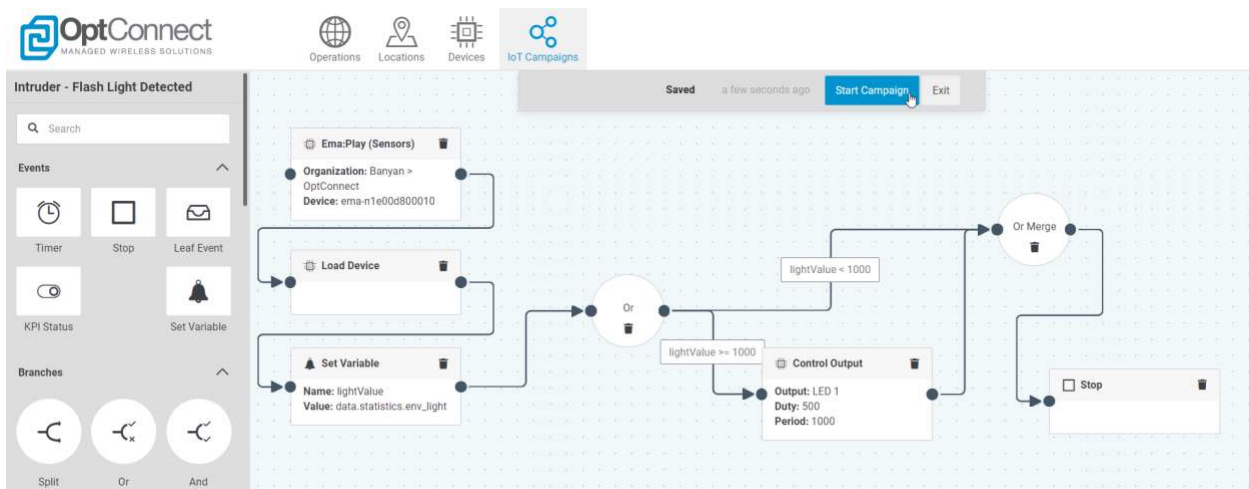 OptConnect
MANAGED WIRELESS SOLUTIONS
Operations
Locations
Devices
IoT Campaigns
Intruder - Flash Light Detected
Saved
a few seconds ago
Start Campaign
Exit
Search
Events
Timer
Stop
Leaf Event
KPI Status
Set Variable
Branches
Split
Or
And
Ema:Play (Sensors)
Organization: Banyan >
OptConnect
Device: ema-n1e00d800010
Load Device
Set Variable
Name: lightValue
Value: data.statistics.env_light
Or
lightValue < 1000
lightValue >= 1000
Control Output
Output: LED 1
Duty: 500
Period: 1000
Or Merge
Stop